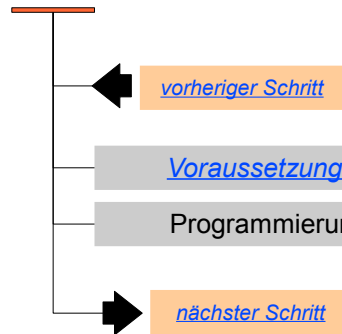 vorheriger Schritt
Voraussetzung
Programmierun
nächster Schritt